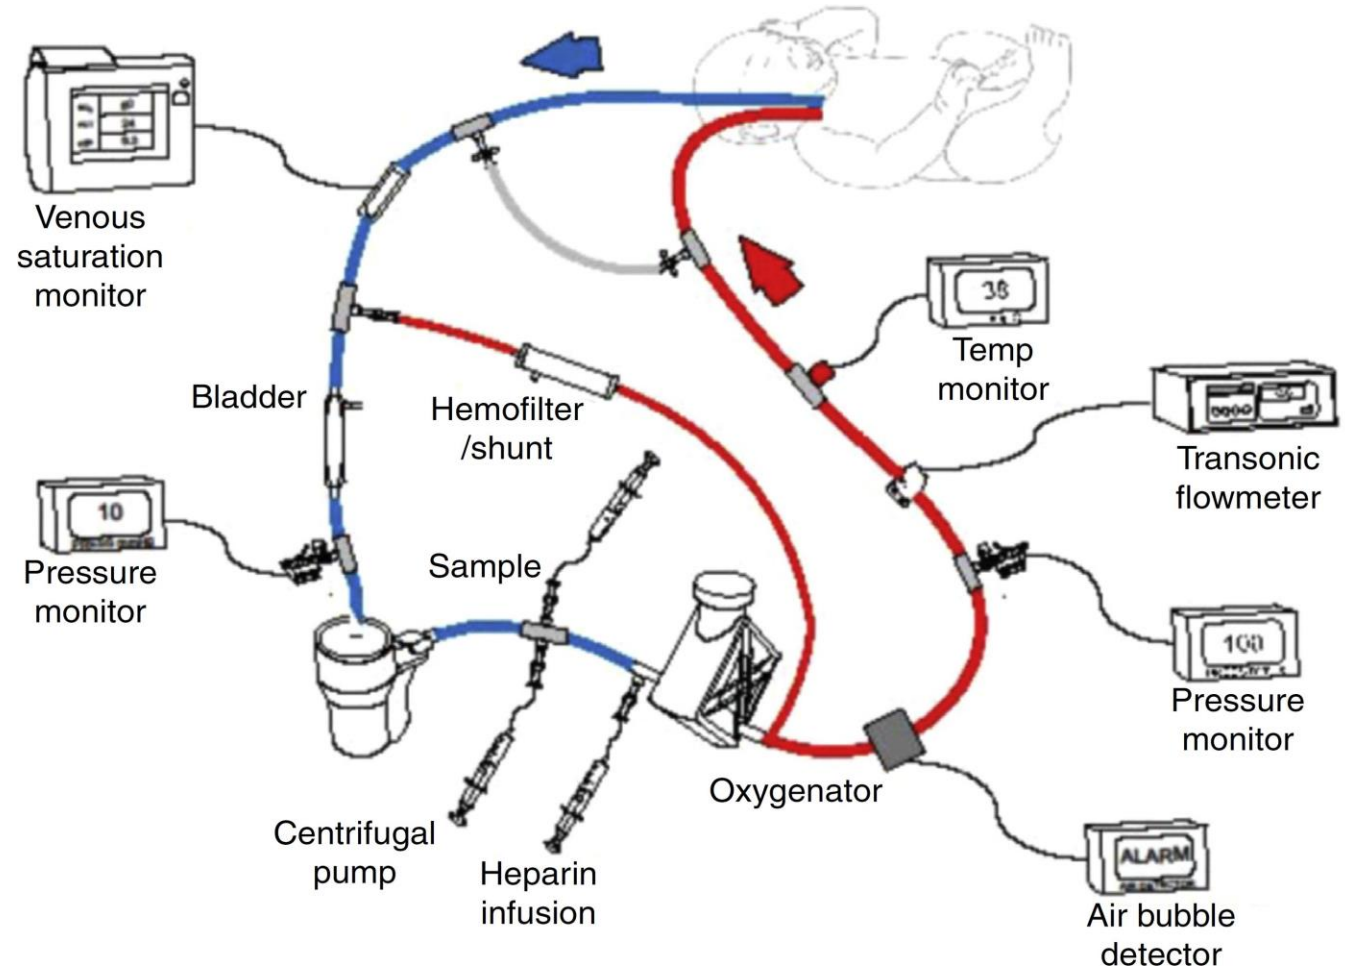 Venous
saturation
monitor
38
Temp
monitor
Bladder
Hemofilter
/shunt
Transonic
flowmeter
10
Pressure
monitor
Sample
100
Pressure
monitor
Oxygenator
Centrifugal
pump
Heparin
infusion
ALARM
Air bubble
detector